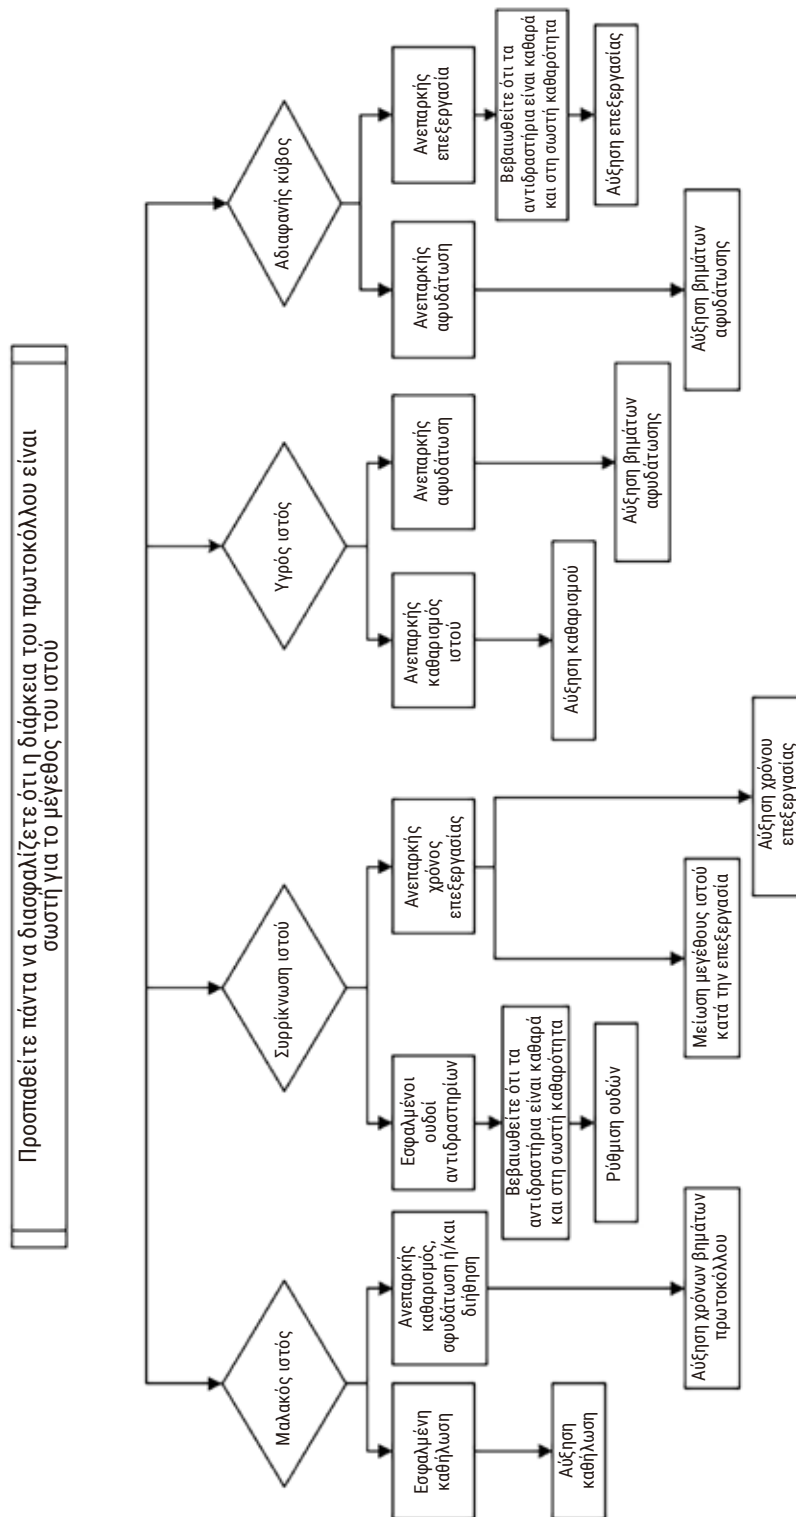 Προσπαθείτε πάντα να διασφαλίζετε ότι η διάρκεια του πρωτοκόλλου είναι
σωστή για το μέγεθος του ιστού
Μαλακός ιστός
Συρρίκνωση ιστού
Υγρός ιστός
Αδιαφανής κύβος
Εσφαλμένη
καθήλωση
Ανεπαρκής
καθαρισμός,
σφυδάτωση ή/και
διήθηση
Εσφαλμένοι
ουδοί
αντιδραστηρίων
Ανεπαρκής
χρόνος
επεξεργασίας
Ανεπαρκής
καθαρισμός
ιστού
Ανεπαρκής
αφυδάτωση
Ανεπαρκής
αφυδάτωση
Ανεπαρκής
επεξεργασία
Βεβαιωθείτε ότι τα
αντιδραστήρια είναι καθαρά
και στη σωστή καθαρότητα
Βεβαιωθείτε ότι τα
αντιδραστήρια είναι καθαρά
και στη σωστή καθαρότητα
Αύξηση
καθήλωση
Ρύθμιση ουδών
Αύξηση καθαρισμού
Αύξηση βημάτων
αφυδάτωσης
Αύξηση επεξεργασίας
Αύξηση χρόνων βημάτων
πρωτοκόλλου
Μείωση μεγέθους ιστού
κατά την επεξεργασία
Αύξηση βημάτων
αφυδάτωσης
Αύξηση χρόνου
επεξεργασίας